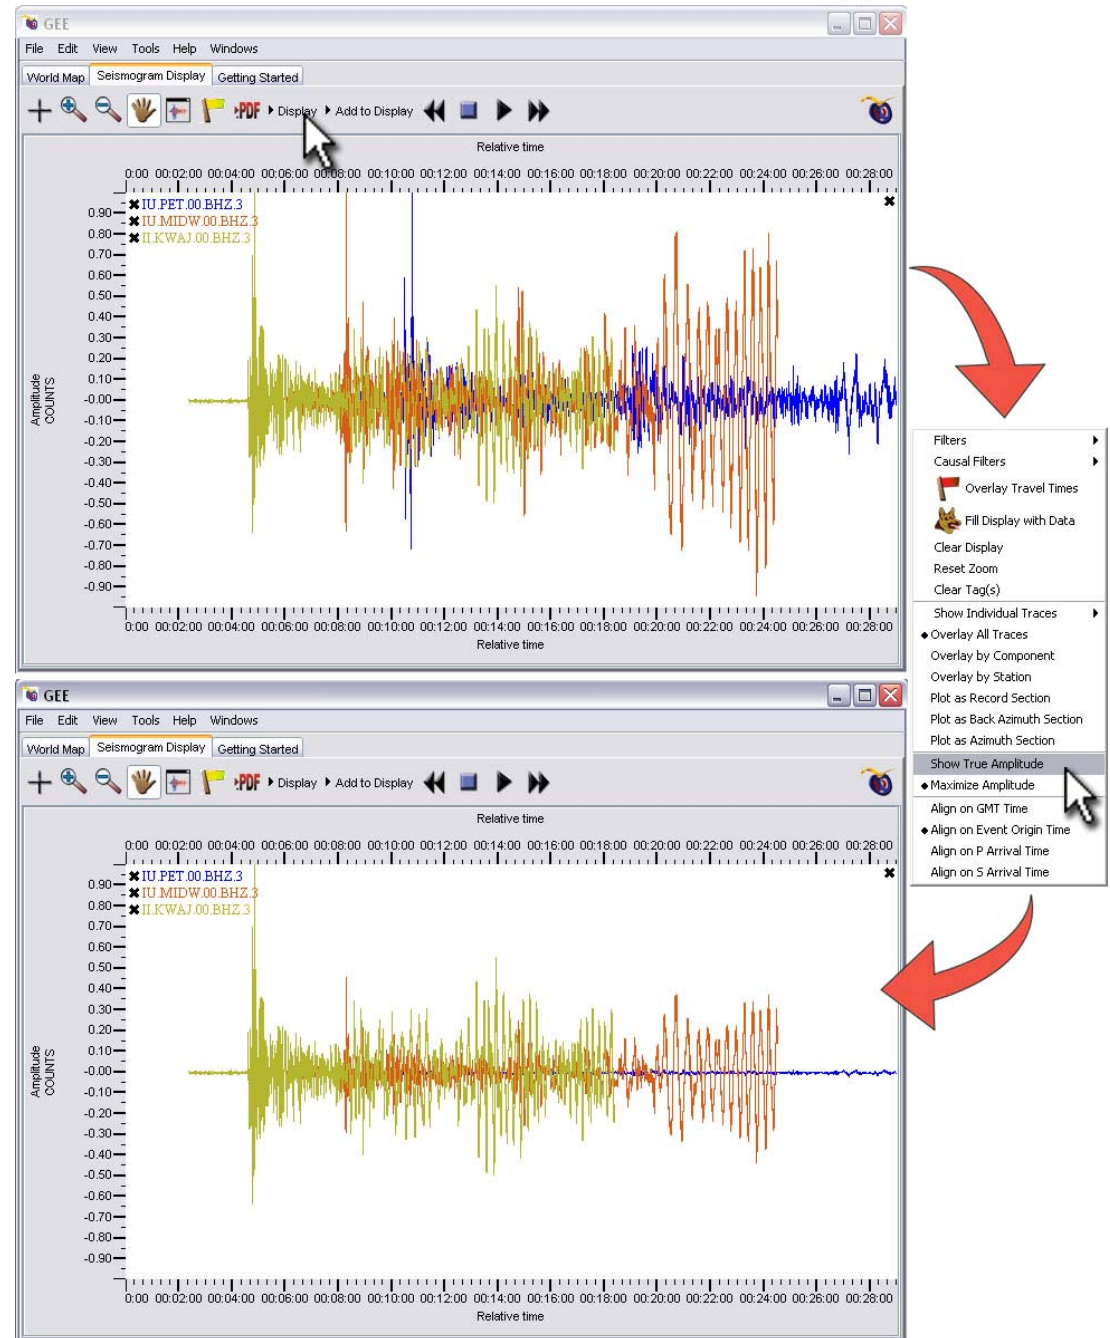 GEE
File Edit View Tools Help Windows
World Map Seismogram Display Getting Started
PDF Display Add to Display
Relative time
0:00 00:02:00 00:04:00 00:06:00 00:08:00 00:10:00 00:12:00 00:14:00 00:16:00 00:18:00 00:20:00 00:22:00 00:24:00 00:26:00 00:28:00
IU.PET.00.BHZ.3
IU.MIDW.00.BHZ.3
II.KWAJ.00.BHZ.3
0.90
0.80
0.70
0.60
0.50
0.40
0.30
0.20
0.10
-0.00
-0.10
-0.20
-0.30
-0.40
-0.50
-0.60
-0.70
-0.80
-0.90
Amplitude
COUNTS
0:00 00:02:00 00:04:00 00:06:00 00:08:00 00:10:00 00:12:00 00:14:00 00:16:00 00:18:00 00:20:00 00:22:00 00:24:00 00:26:00 00:28:00
Relative time
Filters
Causal Filters
Overlay Travel Times
Fill Display with Data
Clear Display
Reset Zoom
Clear Tag(s)
Show Individual Traces
Overlay All Traces
Overlay by Component
Overlay by Station
Plot as Record Section
Plot as Back Azimuth Section
Plot as Azimuth Section
Show True Amplitude
Maximize Amplitude
Align on GMT Time
Align on Event Origin Time
Align on P Arrival Time
Align on S Arrival Time
GEE
File Edit View Tools Help Windows
World Map Seismogram Display Getting Started
PDF Display Add to Display
Relative time
0:00 00:02:00 00:04:00 00:06:00 00:08:00 00:10:00 00:12:00 00:14:00 00:16:00 00:18:00 00:20:00 00:22:00 00:24:00 00:26:00 00:28:00
IU.PET.00.BHZ.3
IU.MIDW.00.BHZ.3
II.KWAJ.00.BHZ.3
0.90
0.80
0.70
0.60
0.50
0.40
0.30
0.20
0.10
-0.00
-0.10
-0.20
-0.30
-0.40
-0.50
-0.60
-0.70
-0.80
-0.90
Amplitude
COUNTS
0:00 00:02:00 00:04:00 00:06:00 00:08:00 00:10:00 00:12:00 00:14:00 00:16:00 00:18:00 00:20:00 00:22:00 00:24:00 00:26:00 00:28:00
Relative time